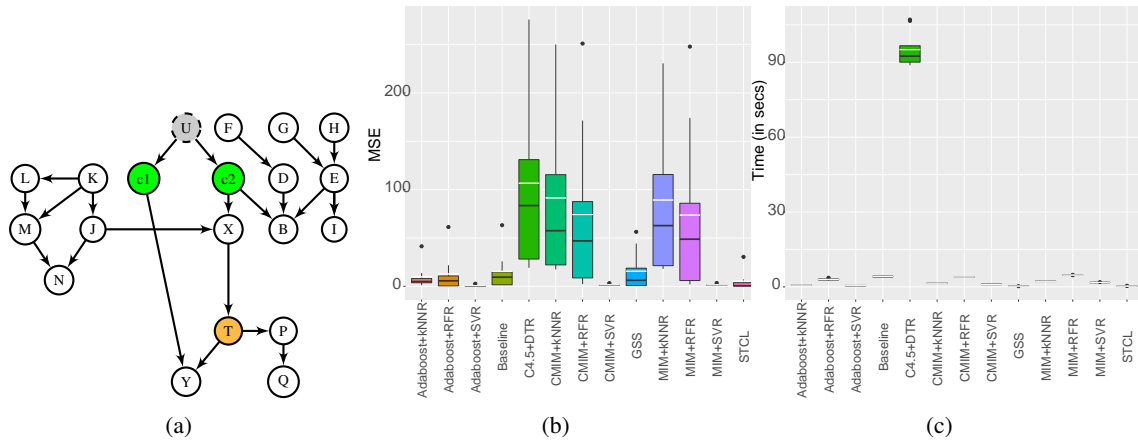 U
F
G
H
L
K
c1
c2
D
E
M
J
X
B
I
N
T
P
Y
Q
(a)
MSE
200
100
0
Adaboost+kNNR
Adaboost+RFR
Adaboost+SVR
Baseline
C4.5+DTR
CMIM+kNNR
CMIM+RFR
CMIM+SVR
GSS
MIM+kNNR
MIM+RFR
MIM+SVR
STCL
(b)
Time (in secs)
90
60
30
0
Adaboost+kNNR
Adaboost+RFR
Adaboost+SVR
Baseline
C4.5+DTR
CMIM+kNNR
CMIM+RFR
CMIM+SVR
GSS
MIM+kNNR
MIM+RFR
MIM+SVR
STCL
(c)